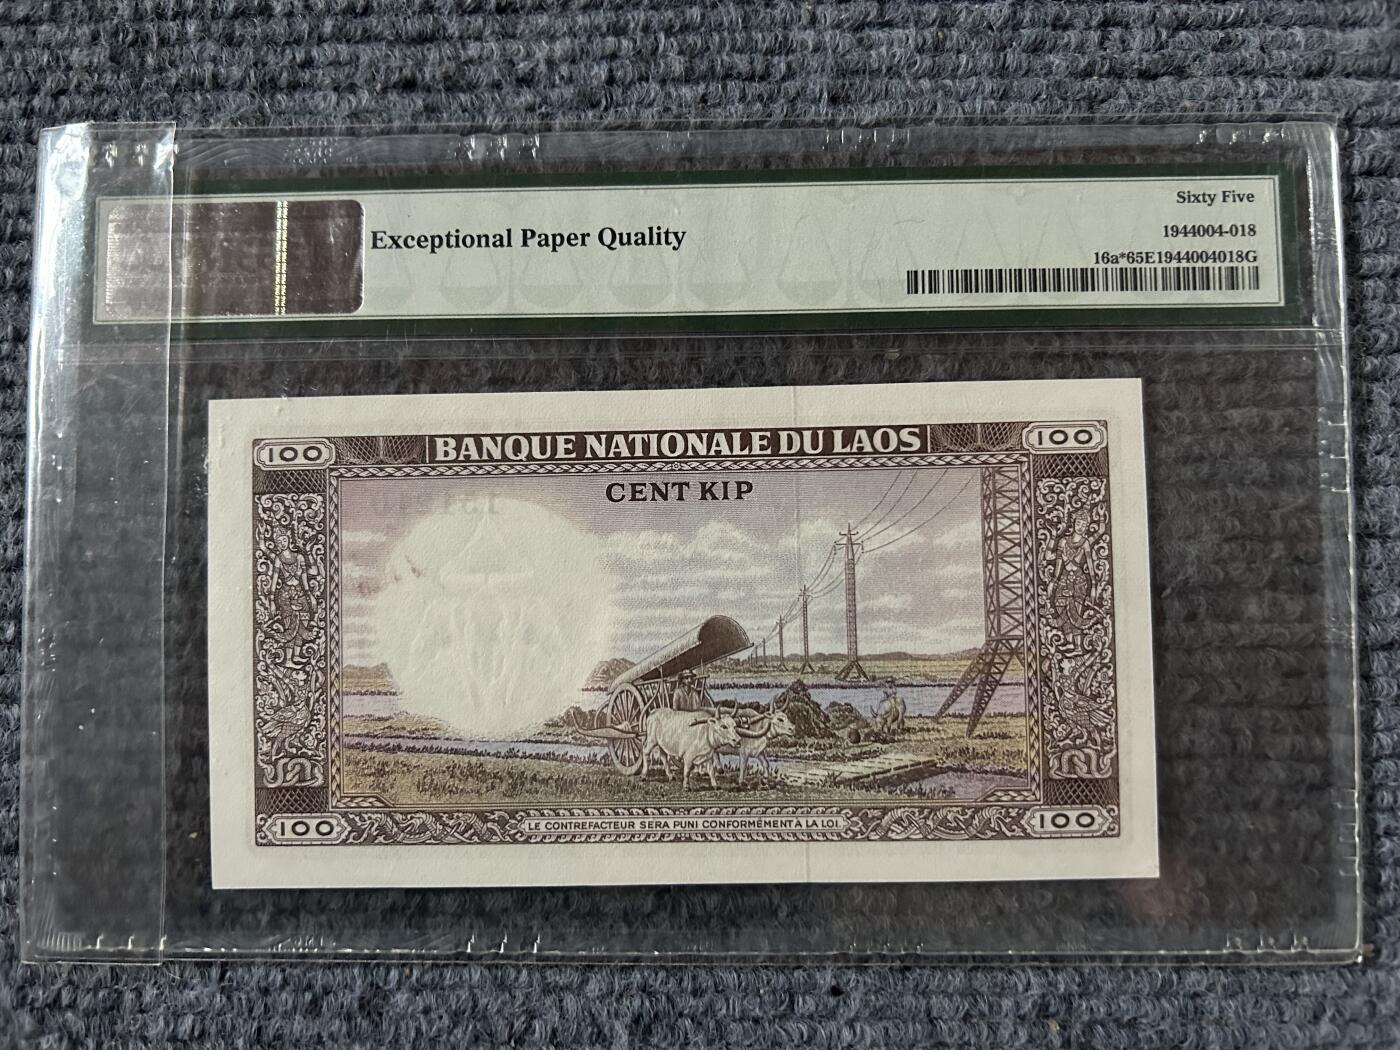 Exceptional Paper Quality
Sixty Five
1944004-018
16a*65E1944004018G
100
BANQUE NATIONALE DU LAOS
100
CENT KIP
100
LE CONTREFACTEUR SERA PUNI CONFORMÉMENT À LA LOI
100